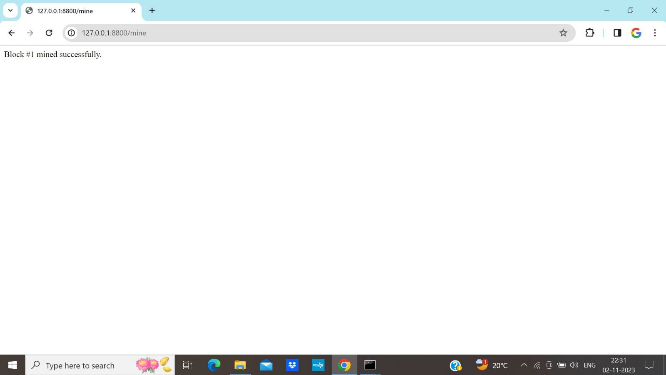 127.0.0.1:8800/mine
127.0.0.1:8800/mine
Block #1 mined successfully.
Type here to search
20°C
ENG
22:31
02-11-2023